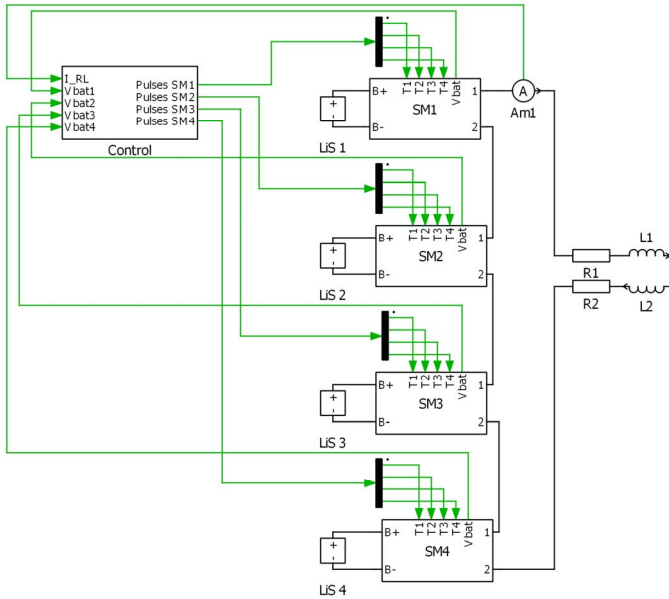 I_RL
Vbat1
Vbat2
Vbat3
Vbat4
Pulses SM1
Pulses SM2
Pulses SM3
Pulses SM4
Control
T1
T2
T3
T4
Vbat
B+
B-
1
2
SM1
+
-
LiS 1
A
Am1
T1
T2
T3
T4
Vbat
B+
B-
1
2
SM2
+
-
LiS 2
R1
L1
R2
L2
T1
T2
T3
T4
Vbat
B+
B-
1
2
SM3
+
-
LiS 3
T1
T2
T3
T4
Vbat
B+
B-
1
2
SM4
+
-
LiS 4